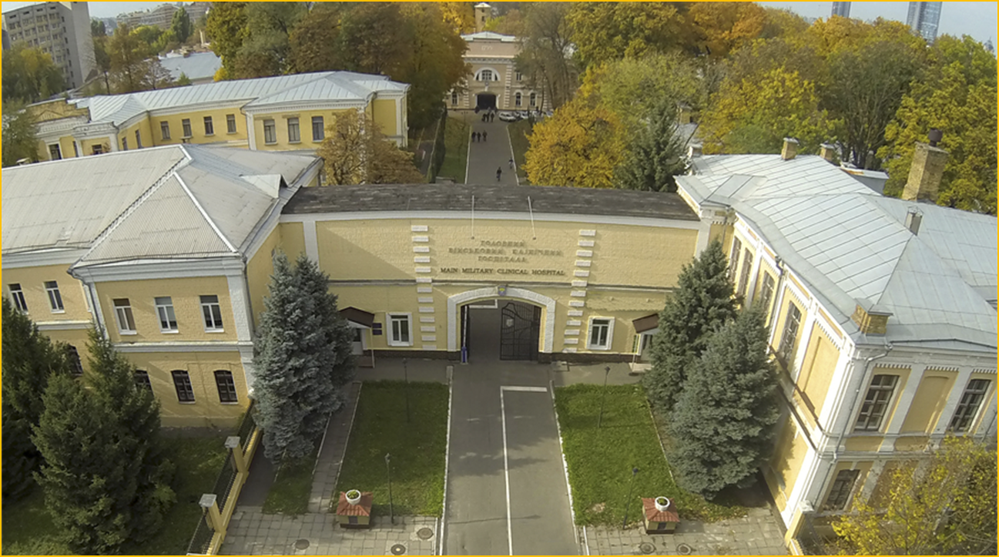 ГОЛОВНИЙ
ВІЙСЬКОВИЙ КЛІНІЧНИЙ
ГОСПІТАЛЬ
MAIN MILITARY CLINICAL HOSPITAL